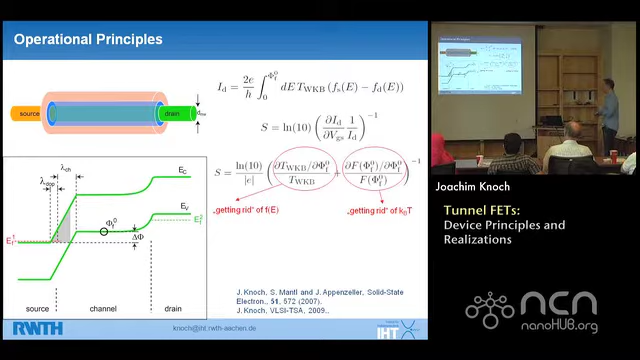 Operational Principles
source
drain
d_nw
I_d = 2e/ħ ∫_0^{Φ_f^0} dE T_WKB (f_s(E) − f_d(E))
S = ln(10) (∂I_d/∂V_gs 1/I_d)^{-1}
S = ln(10)/|e| (∂T_WKB/∂Φ_f^0 / T_WKB + ∂F(Φ_f^0)/∂Φ_f^0 / F(Φ_f^0))^{-1}
„getting rid“ of f(E)
„getting rid“ of k_BT
λ_ch
λ_dop
E_C
E_V
Φ_f^0
E_f^1
E_f^2
ΔΦ
source
channel
drain
J. Knoch, S. Mantl and J. Appenzeller, Solid-State
Electron., 51, 572 (2007).
J. Knoch, VLSI-TSA, 2009..
RWTH
knoch@iht.rwth-aachen.de
IHT
Joachim Knoch
Tunnel FETs:
Device Principles and
Realizations
ncn
nanoHUB.org